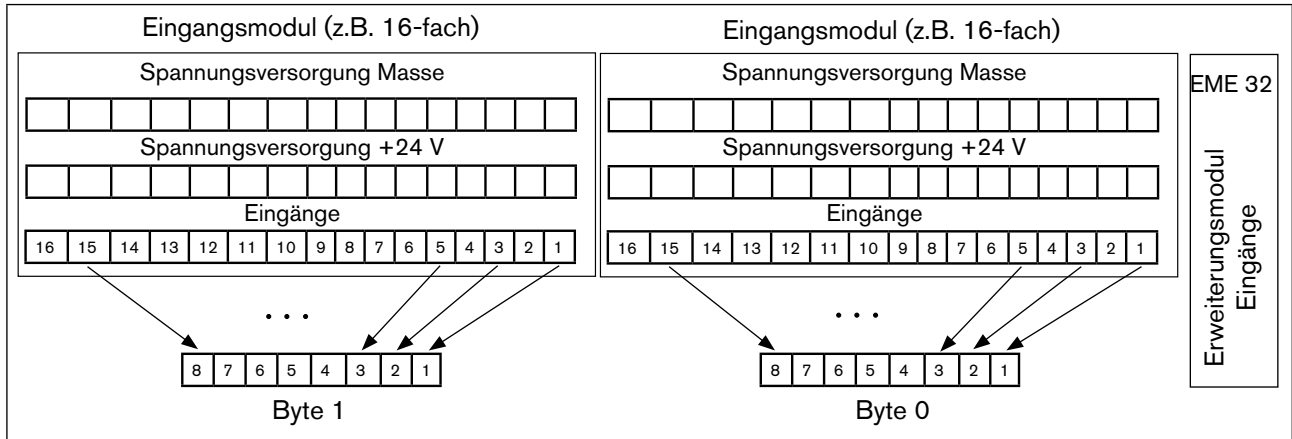 Eingangsmodul (z.B. 16-fach)
Spannungsversorgung Masse
Spannungsversorgung +24 V
Eingänge
16 15 14 13 12 11 10 9 8 7 6 5 4 3 2 1
. . .
8 7 6 5 4 3 2 1
Byte 1
Eingangsmodul (z.B. 16-fach)
Spannungsversorgung Masse
Spannungsversorgung +24 V
Eingänge
16 15 14 13 12 11 10 9 8 7 6 5 4 3 2 1
. . .
8 7 6 5 4 3 2 1
Byte 0
EME 32
Erweiterungsmodul
Eingänge